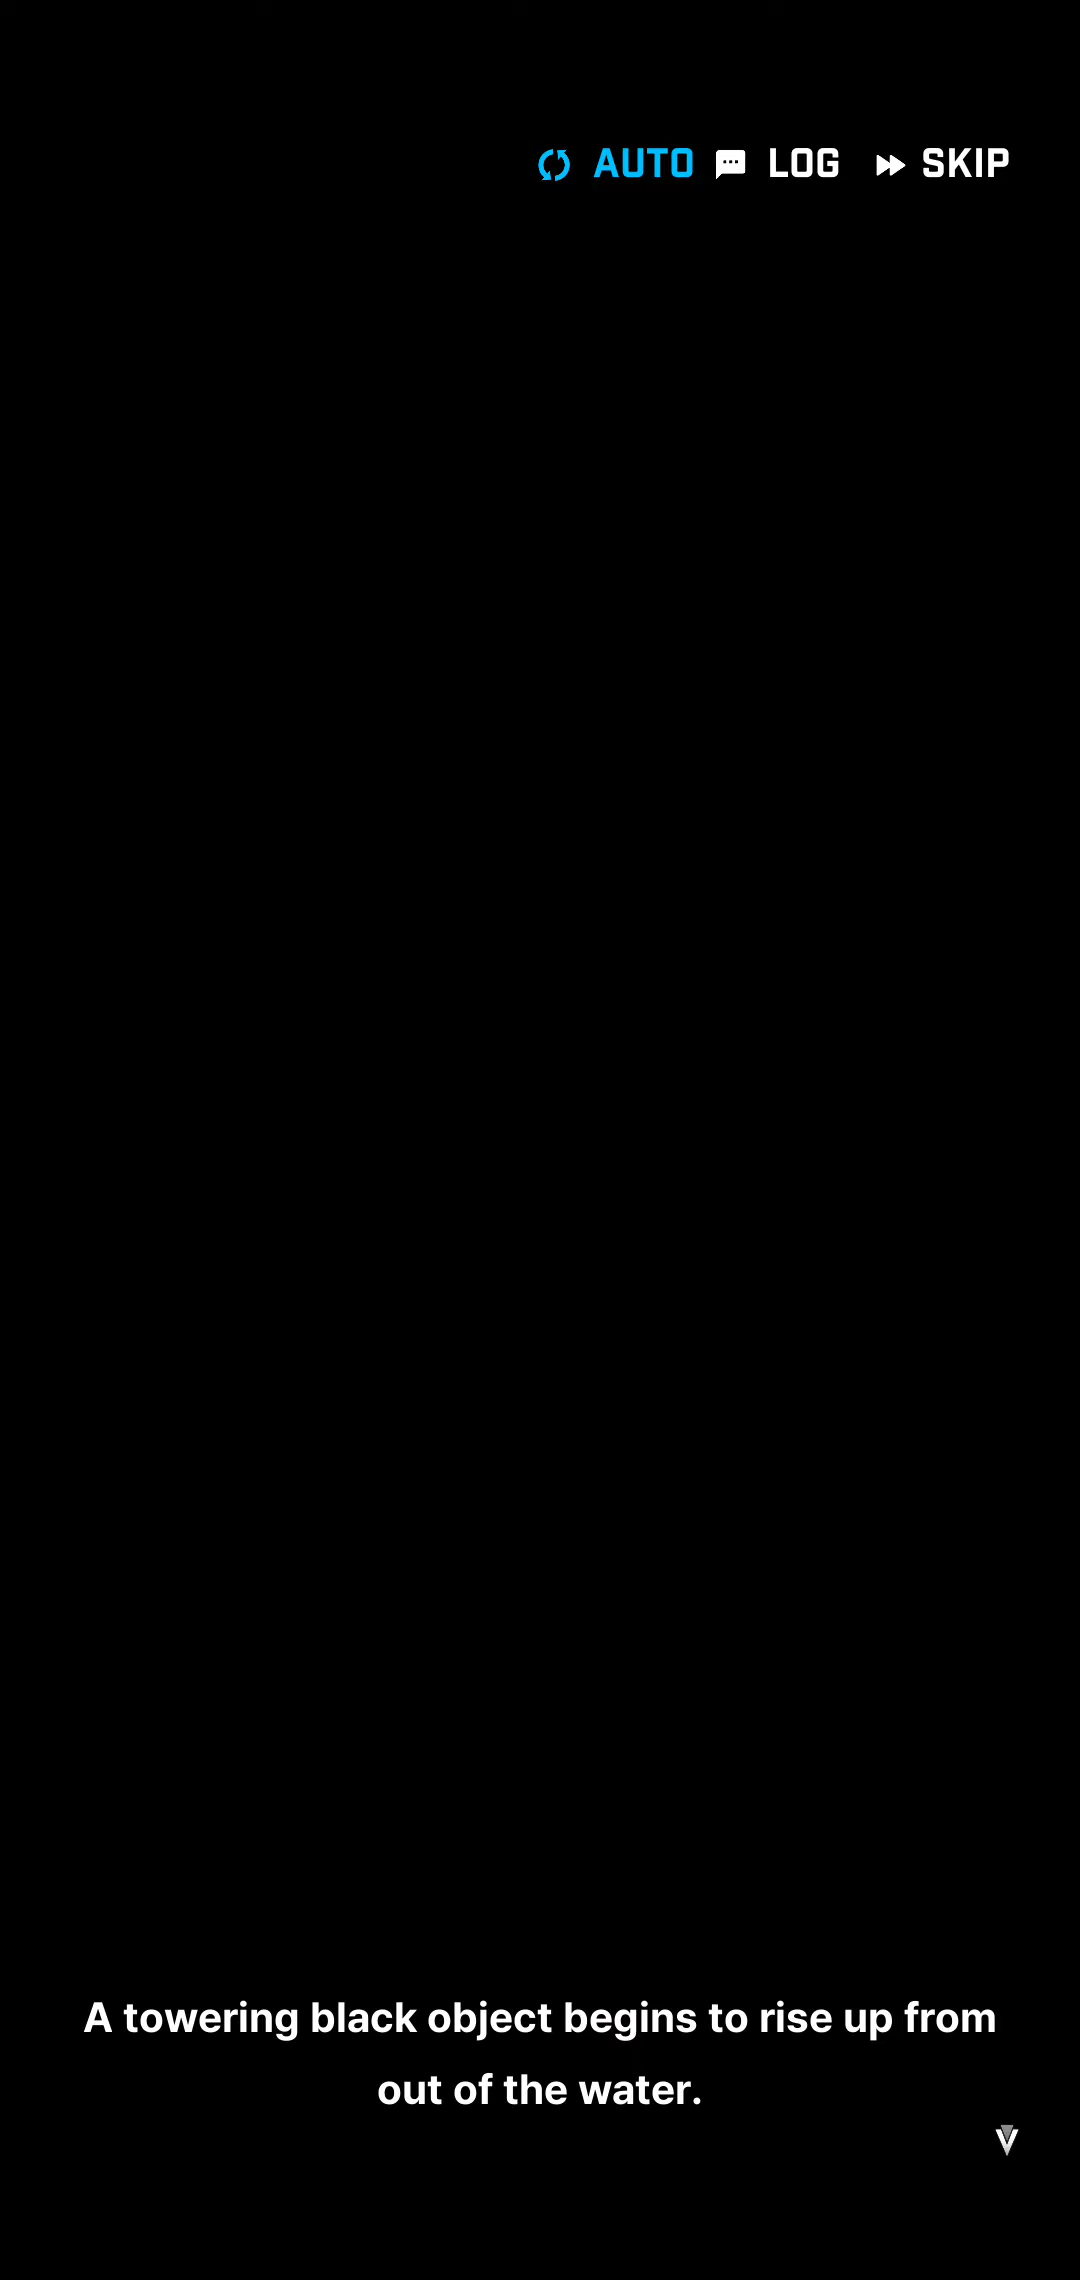 AUTO LOG SKIP
A towering black object begins to rise up from
out of the water.